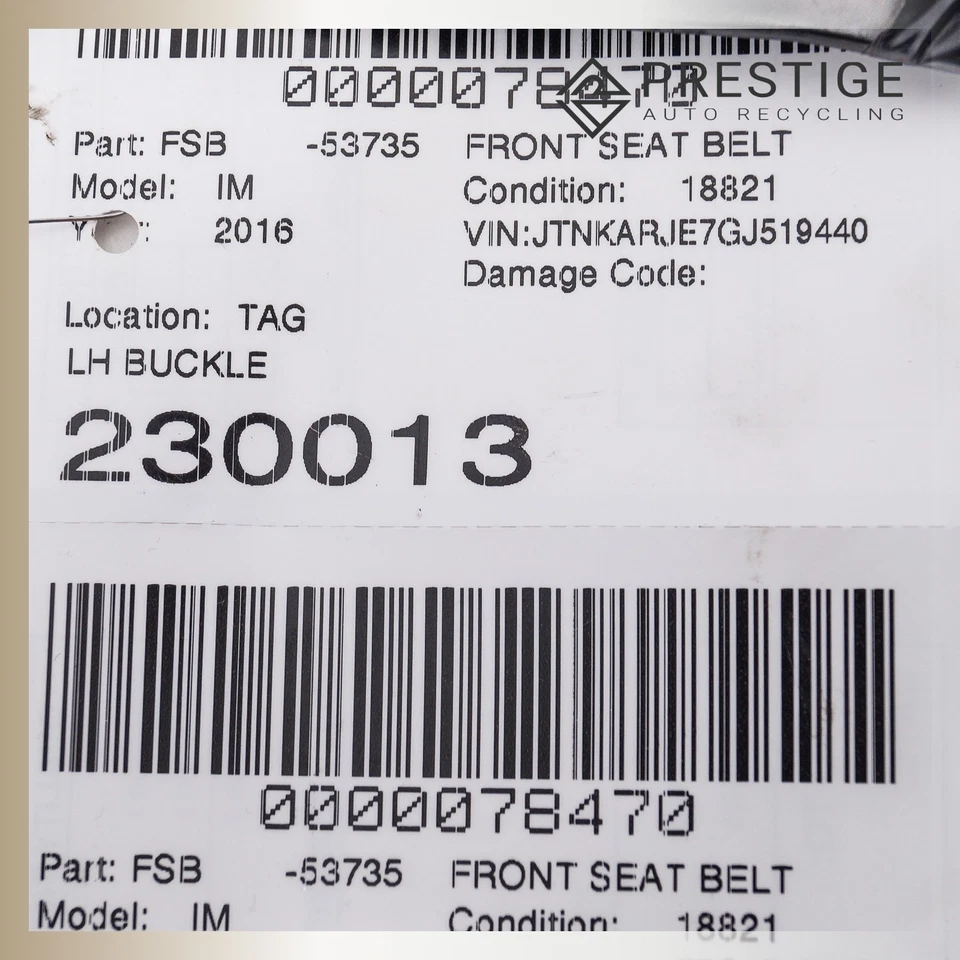 0000078470
PRESTIGE
AUTO RECYCLING
Part: FSB -53735 FRONT SEAT BELT
Model: IM Condition: 18821
2016 VIN:JTNKARJE7GJ519440
Damage Code:
Location: TAG
LH BUCKLE
230013
0000078470
Part: FSB -53735 FRONT SEAT BELT
Model: IM Condition: 18821